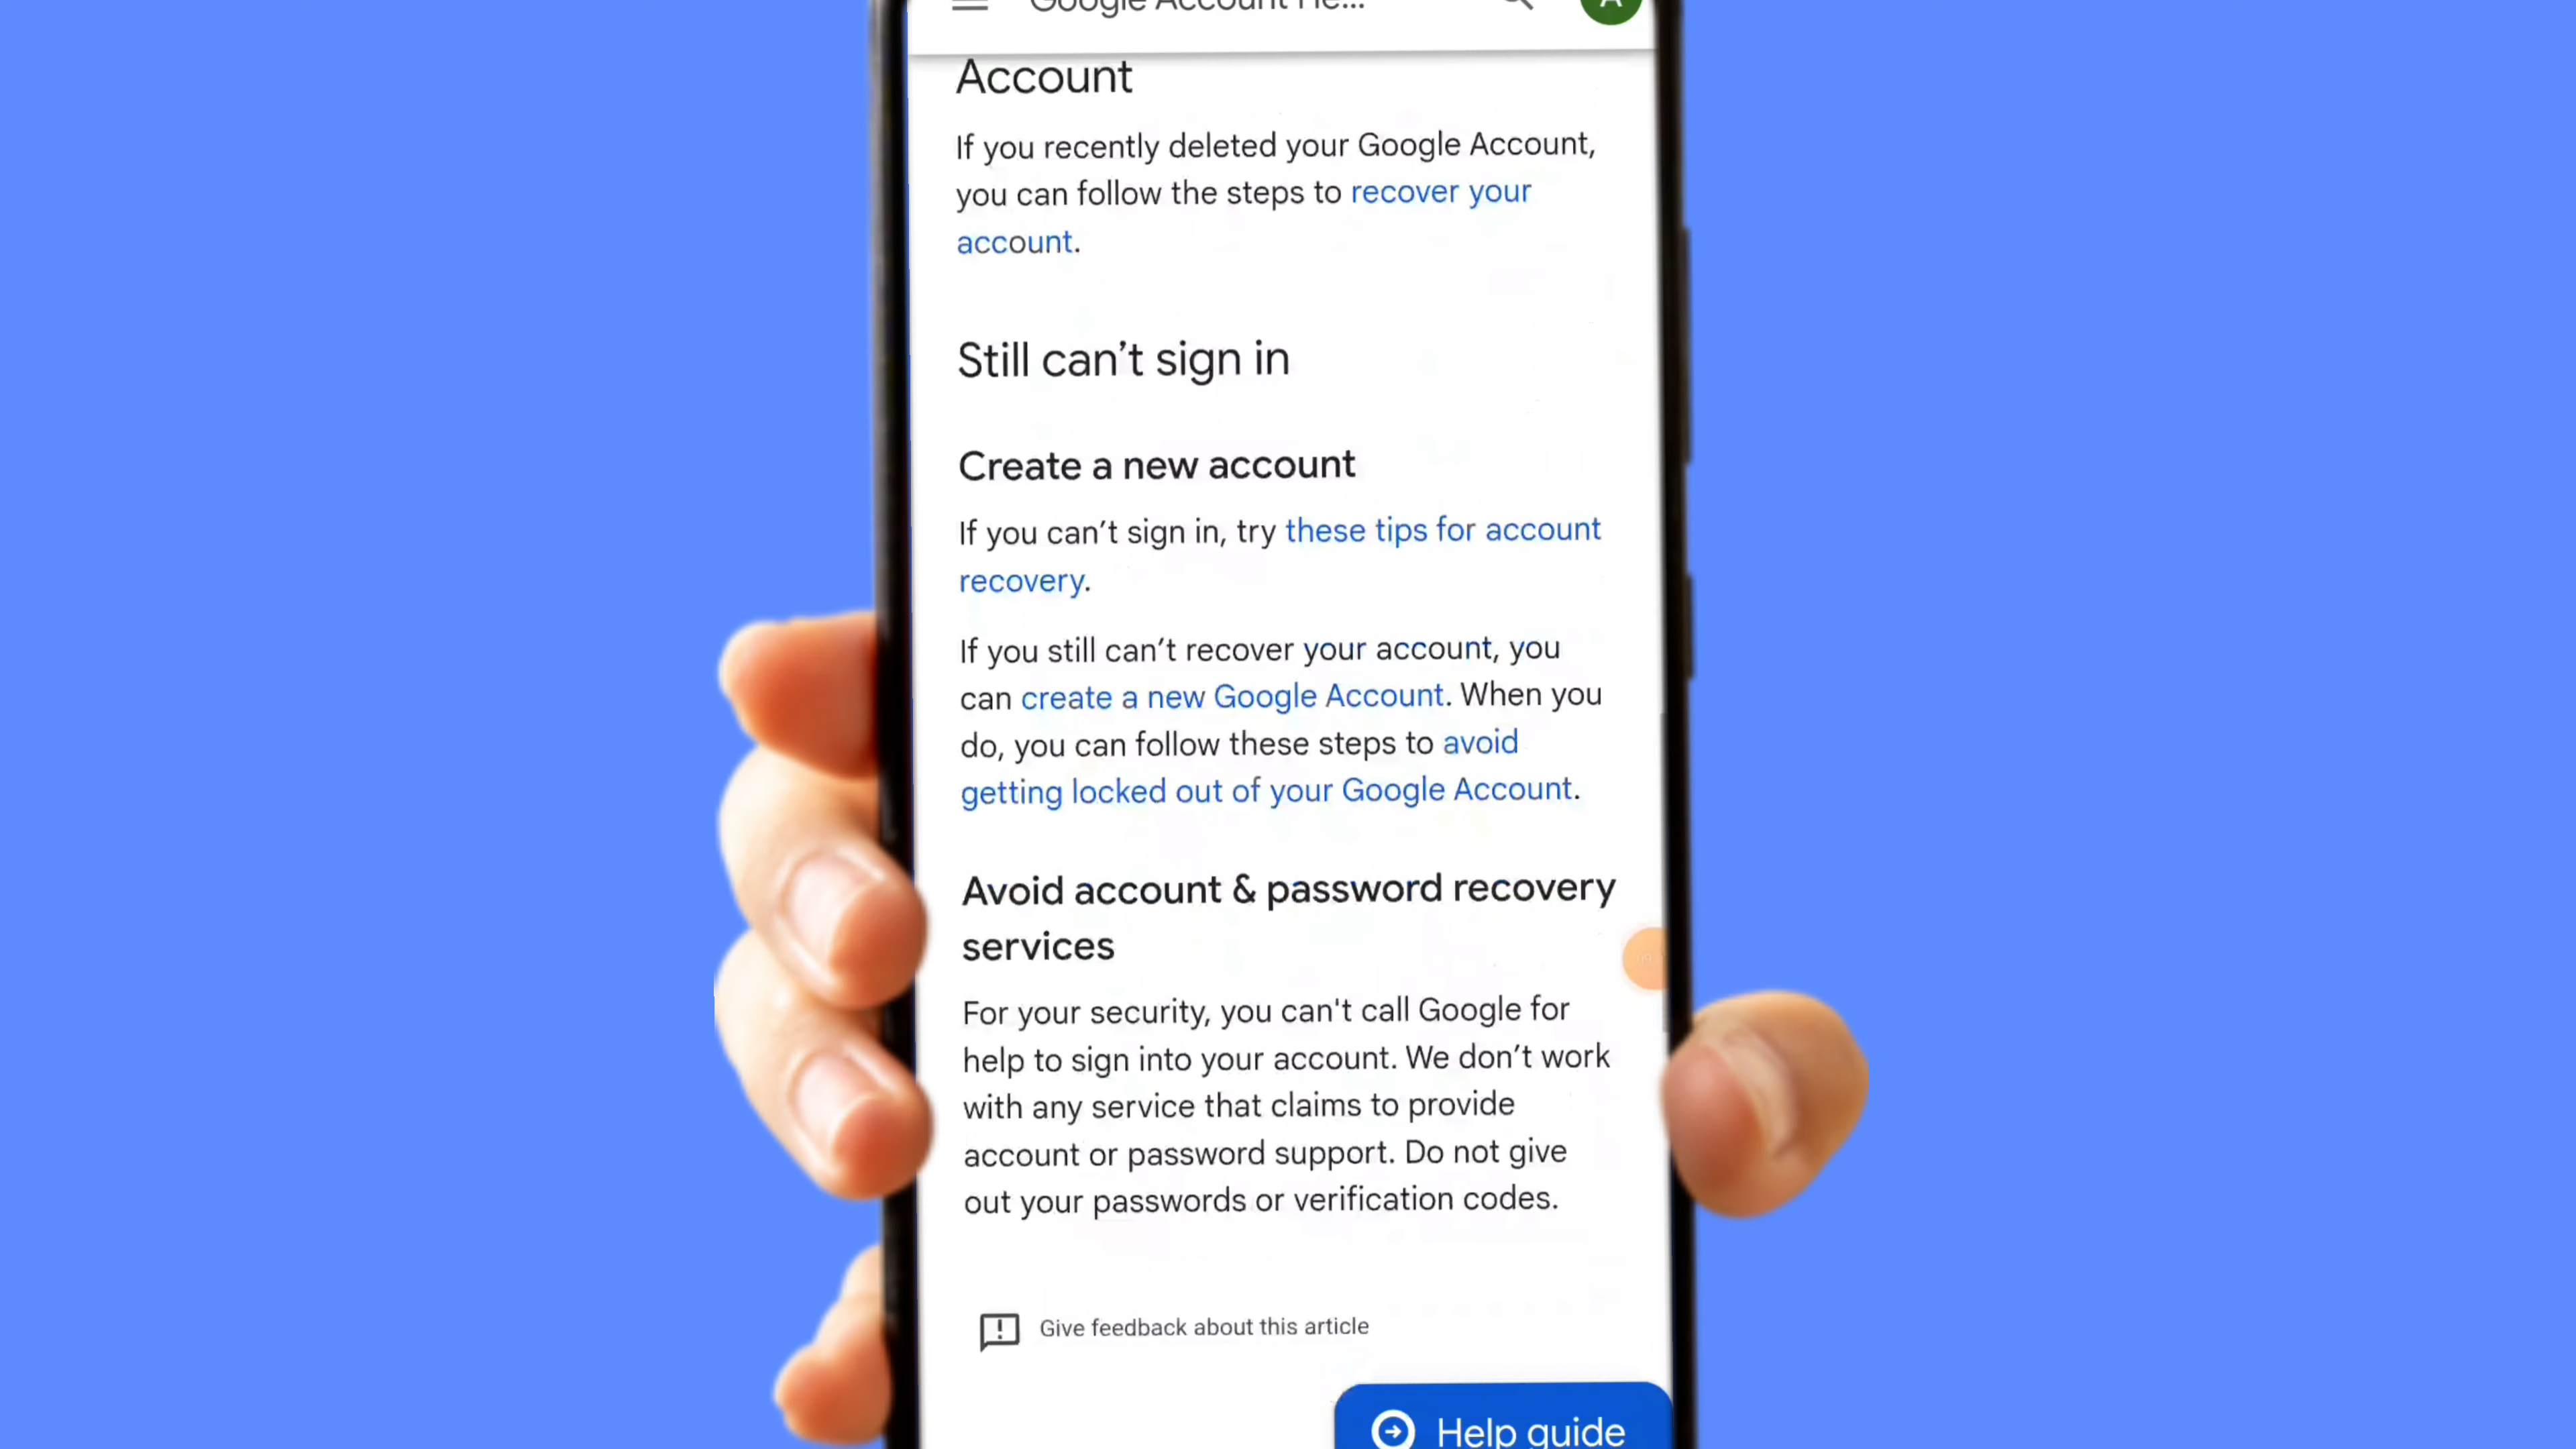 Google Account He...
A
Account
If you recently deleted your Google Account,
you can follow the steps to recover your
account.
Still can’t sign in
Create a new account
If you can’t sign in, try these tips for account
recovery.
If you still can’t recover your account, you
can create a new Google Account. When you
do, you can follow these steps to avoid
getting locked out of your Google Account.
Avoid account & password recovery
services
For your security, you can't call Google for
help to sign into your account. We don’t work
with any service that claims to provide
account or password support. Do not give
out your passwords or verification codes.
Give feedback about this article
Help guide